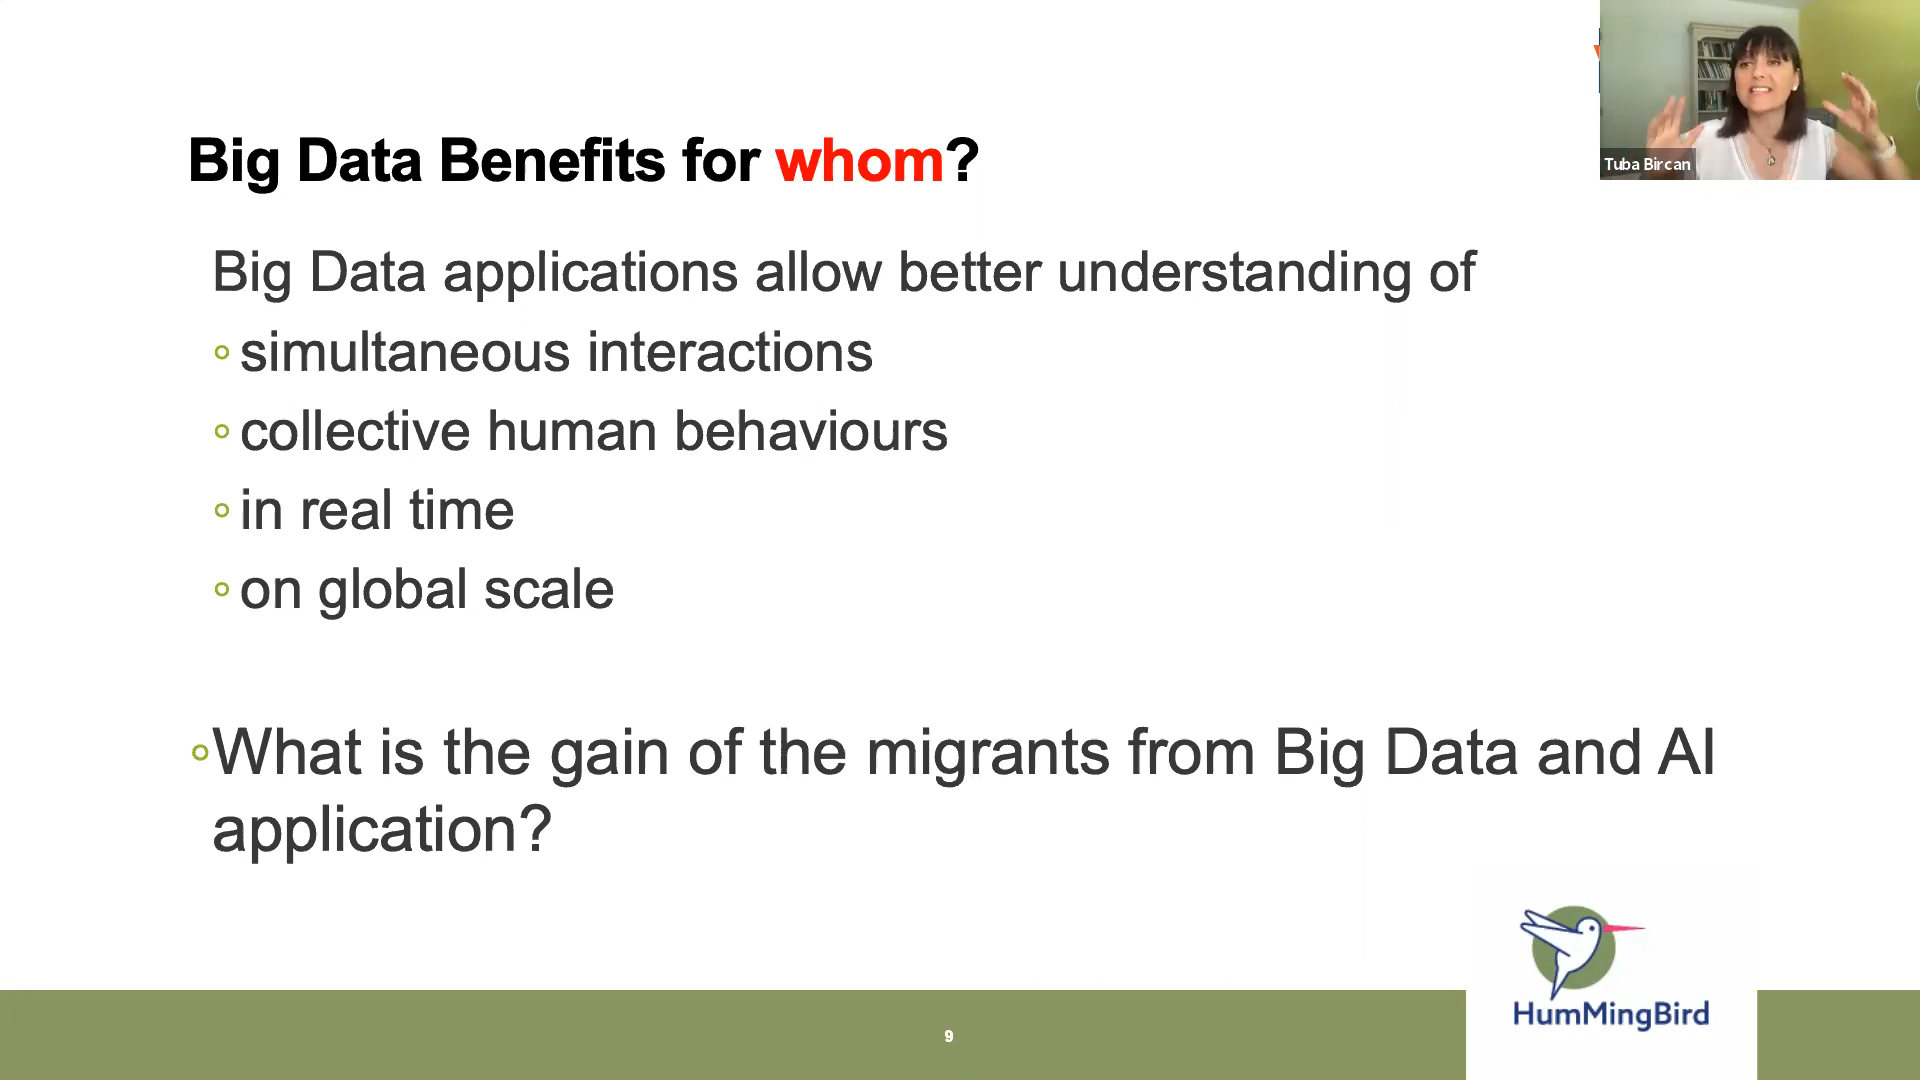 Big Data Benefits for whom?
Tuba Bircan
Big Data applications allow better understanding of
◦ simultaneous interactions
◦ collective human behaviours
◦ in real time
◦ on global scale
◦ What is the gain of the migrants from Big Data and AI
application?
HumMingBird
9